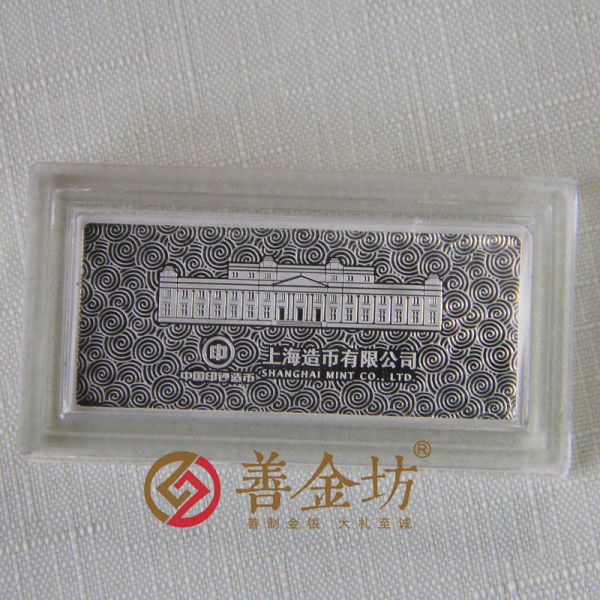 印
中国印钞造币
上海造币有限公司
SHANGHAI MINT CO., LTD.
善金坊®
善制金银 大礼至诚